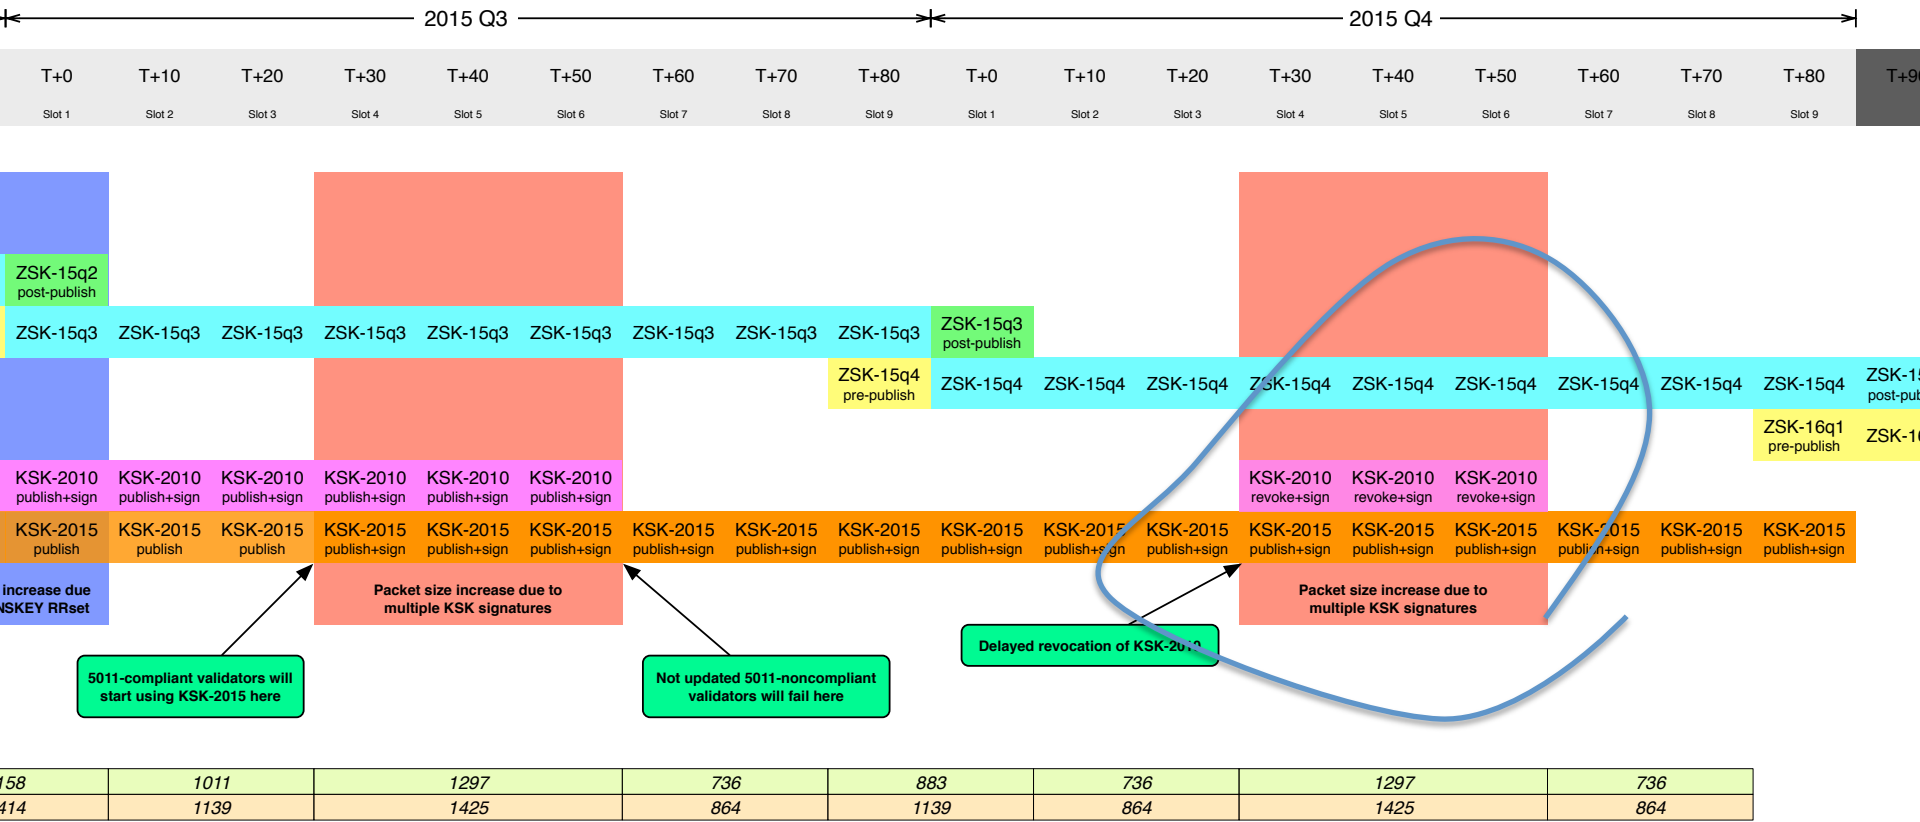 2015 Q3 2015 Q4
T+0 T+10 T+20 T+30 T+40 T+50 T+60 T+70 T+80 T+0 T+10 T+20 T+30 T+40 T+50 T+60 T+70 T+80 T+90
Slot 1 Slot 2 Slot 3 Slot 4 Slot 5 Slot 6 Slot 7 Slot 8 Slot 9 Slot 1 Slot 2 Slot 3 Slot 4 Slot 5 Slot 6 Slot 7 Slot 8 Slot 9
ZSK-15q2
post-publish
ZSK-15q3 ZSK-15q3 ZSK-15q3 ZSK-15q3 ZSK-15q3 ZSK-15q3 ZSK-15q3 ZSK-15q3 ZSK-15q3 ZSK-15q3
post-publish
ZSK-15q4 ZSK-15q4 ZSK-15q4 ZSK-15q4 ZSK-15q4 ZSK-15q4 ZSK-15q4 ZSK-15q4 ZSK-15q4 ZSK-15q4 ZSK-15
pre-publish post-pub
ZSK-16q1 ZSK-16
pre-publish
KSK-2010 KSK-2010 KSK-2010 KSK-2010 KSK-2010 KSK-2010 KSK-2010 KSK-2010 KSK-2010
publish+sign publish+sign publish+sign publish+sign publish+sign publish+sign revoke+sign revoke+sign revoke+sign
KSK-2015 KSK-2015 KSK-2015 KSK-2015 KSK-2015 KSK-2015 KSK-2015 KSK-2015 KSK-2015 KSK-2015 KSK-2015 KSK-2015 KSK-2015 KSK-2015 KSK-2015 KSK-2015 KSK-2015 KSK-2015
publish publish publish publish+sign publish+sign publish+sign publish+sign publish+sign publish+sign publish+sign publish+sign publish+sign publish+sign publish+sign publish+sign publish+sign publish+sign publish+sign
increase due
NSKEY RRset
Packet size increase due to
multiple KSK signatures
Packet size increase due to
multiple KSK signatures
Delayed revocation of KSK-2010
5011-compliant validators will
start using KSK-2015 here
Not updated 5011-noncompliant
validators will fail here
158 1011 1297 736 883 736 1297 736
414 1139 1425 864 1139 864 1425 864